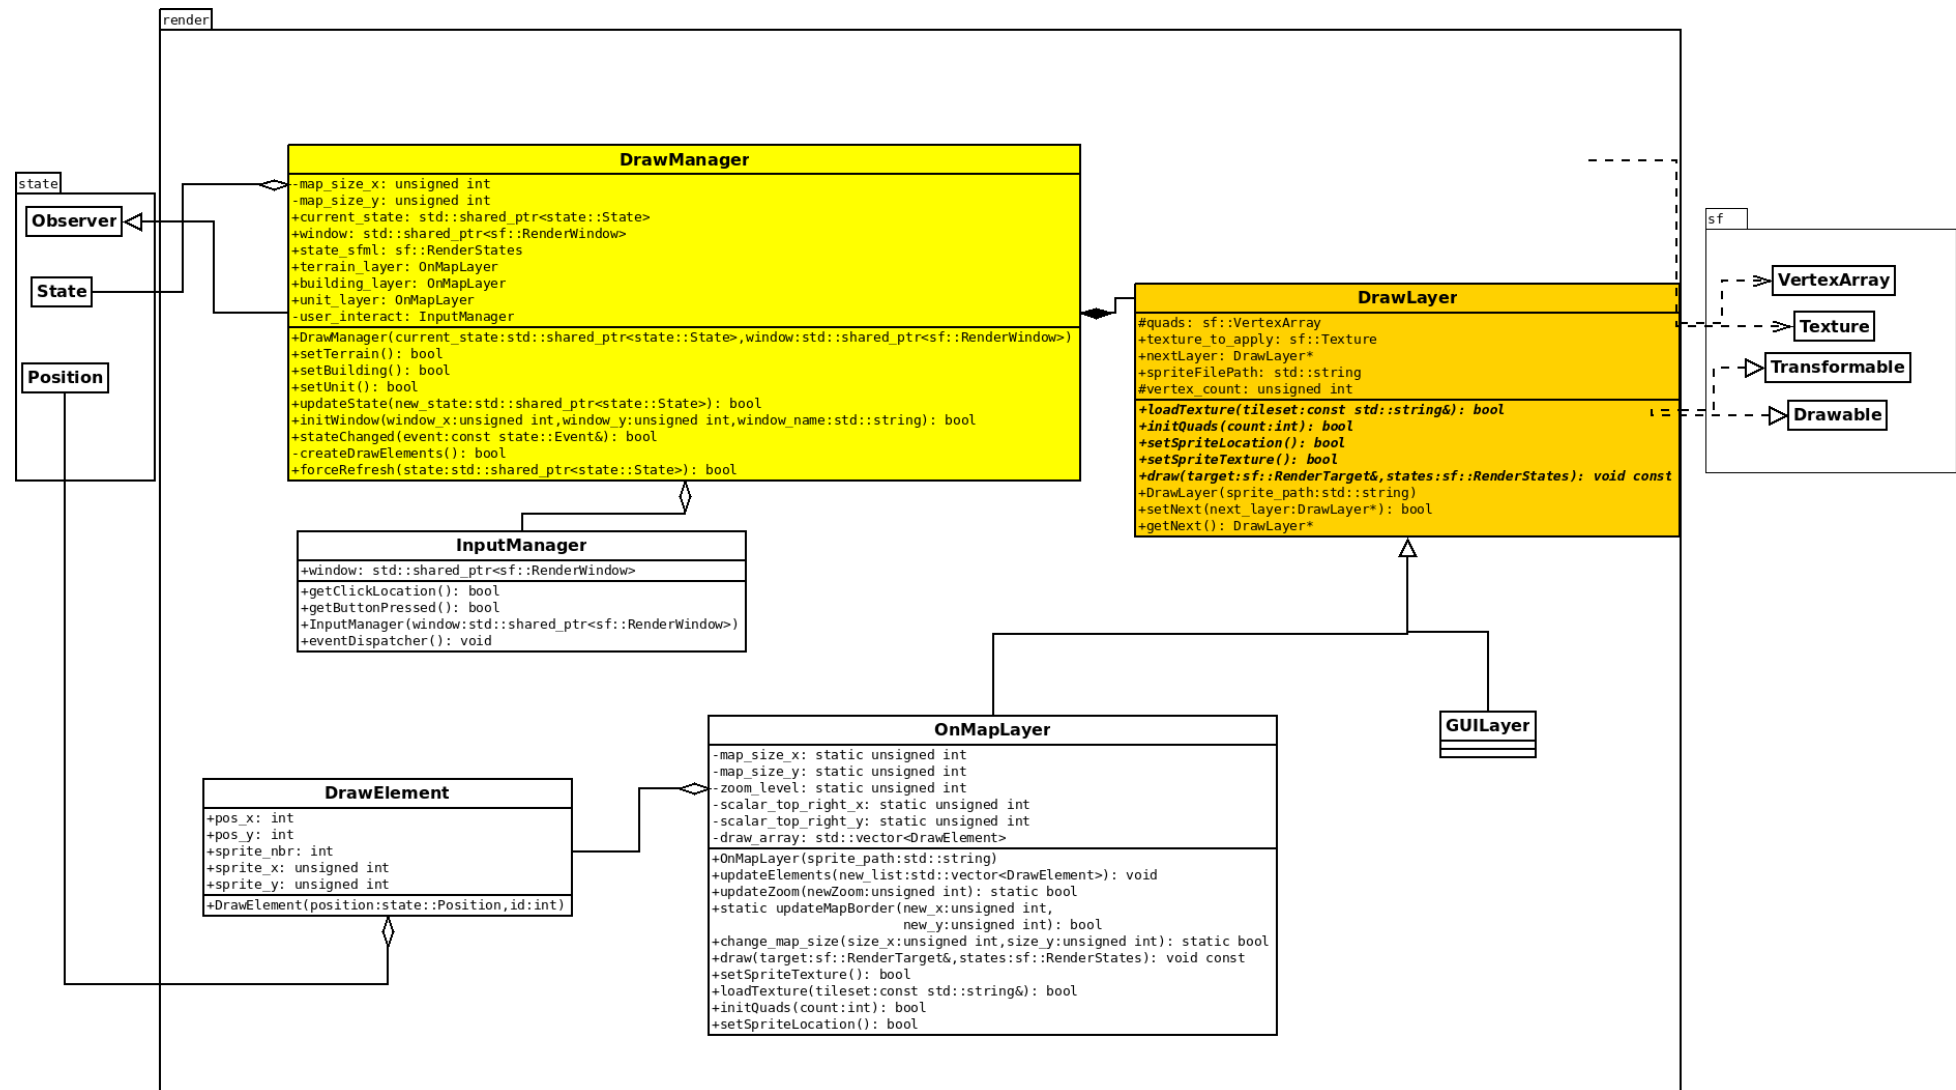 render
state
Observer
State
Position
DrawManager
-map_size_x: unsigned int
-map_size_y: unsigned int
+current_state: std::shared_ptr<state::State>
+window: std::shared_ptr<sf::RenderWindow>
+state_sfml: sf::RenderStates
+terrain_layer: OnMapLayer
+building_layer: OnMapLayer
+unit_layer: OnMapLayer
-user_interact: InputManager
+DrawManager(current_state:std::shared_ptr<state::State>,window:std::shared_ptr<sf::RenderWindow>)
+setTerrain(): bool
+setBuilding(): bool
+setUnit(): bool
+updateState(new_state:std::shared_ptr<state::State>): bool
+initWindow(window_x:unsigned int,window_y:unsigned int,window_name:std::string): bool
+stateChanged(event:const state::Event&): bool
-createDrawElements(): bool
+forceRefresh(state:std::shared_ptr<state::State>): bool
DrawLayer
#quads: sf::VertexArray
+texture_to_apply: sf::Texture
+nextLayer: DrawLayer*
+spriteFilePath: std::string
#vertex_count: unsigned int
+loadTexture(tileset:const std::string&): bool
+initQuads(count:int): bool
+setSpriteLocation(): bool
+setSpriteTexture(): bool
+draw(target:sf::RenderTarget&,states:sf::RenderStates): void const
+DrawLayer(sprite_path:std::string)
+setNext(next_layer:DrawLayer*): bool
+getNext(): DrawLayer*
sf
VertexArray
Texture
Transformable
Drawable
InputManager
+window: std::shared_ptr<sf::RenderWindow>
+getClickLocation(): bool
+getButtonPressed(): bool
+InputManager(window:std::shared_ptr<sf::RenderWindow>)
+eventDispatcher(): void
DrawElement
+pos_x: int
+pos_y: int
+sprite_nbr: int
+sprite_x: unsigned int
+sprite_y: unsigned int
+DrawElement(position:state::Position,id:int)
OnMapLayer
-map_size_x: static unsigned int
-map_size_y: static unsigned int
-zoom_level: static unsigned int
-scalar_top_right_x: static unsigned int
-scalar_top_right_y: static unsigned int
-draw_array: std::vector<DrawElement>
+OnMapLayer(sprite_path:std::string)
+updateElements(new_list:std::vector<DrawElement>): void
+updateZoom(newZoom:unsigned int): static bool
+static updateMapBorder(new_x:unsigned int,
new_y:unsigned int): bool
+change_map_size(size_x:unsigned int,size_y:unsigned int): static bool
+draw(target:sf::RenderTarget&,states:sf::RenderStates): void const
+setSpriteTexture(): bool
+loadTexture(tileset:const std::string&): bool
+initQuads(count:int): bool
+setSpriteLocation(): bool
GUILayer